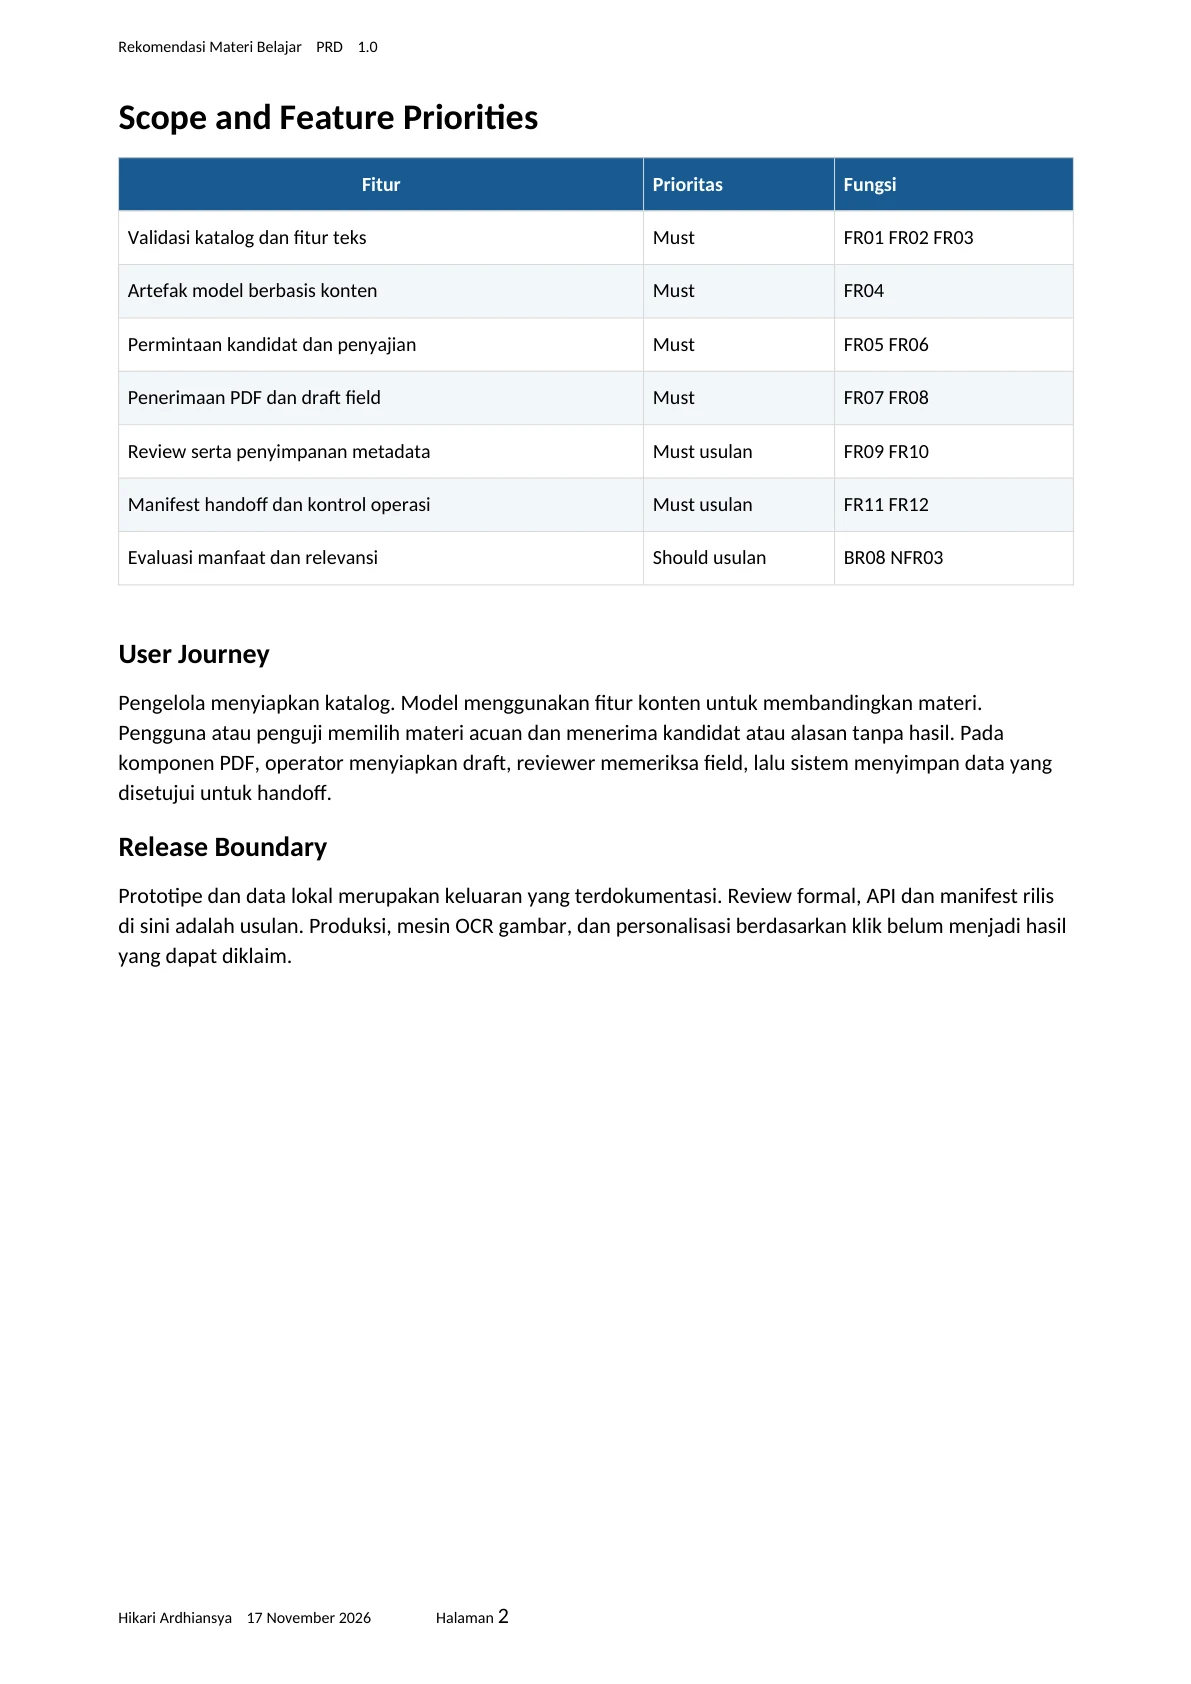 Rekomendasi Materi Belajar PRD 1.0
Scope and Feature Priorities
Fitur Prioritas Fungsi
Validasi katalog dan fitur teks Must FR01 FR02 FR03
Artefak model berbasis konten Must FR04
Permintaan kandidat dan penyajian Must FR05 FR06
Penerimaan PDF dan draft field Must FR07 FR08
Review serta penyimpanan metadata Must usulan FR09 FR10
Manifest handoff dan kontrol operasi Must usulan FR11 FR12
Evaluasi manfaat dan relevansi Should usulan BR08 NFR03
User Journey
Pengelola menyiapkan katalog. Model menggunakan fitur konten untuk membandingkan materi.
Pengguna atau penguji memilih materi acuan dan menerima kandidat atau alasan tanpa hasil. Pada
komponen PDF, operator menyiapkan draft, reviewer memeriksa field, lalu sistem menyimpan data yang
disetujui untuk handoff.
Release Boundary
Prototipe dan data lokal merupakan keluaran yang terdokumentasi. Review formal, API dan manifest rilis
di sini adalah usulan. Produksi, mesin OCR gambar, dan personalisasi berdasarkan klik belum menjadi hasil
yang dapat diklaim.
Hikari Ardhiansya 17 November 2026 Halaman 2